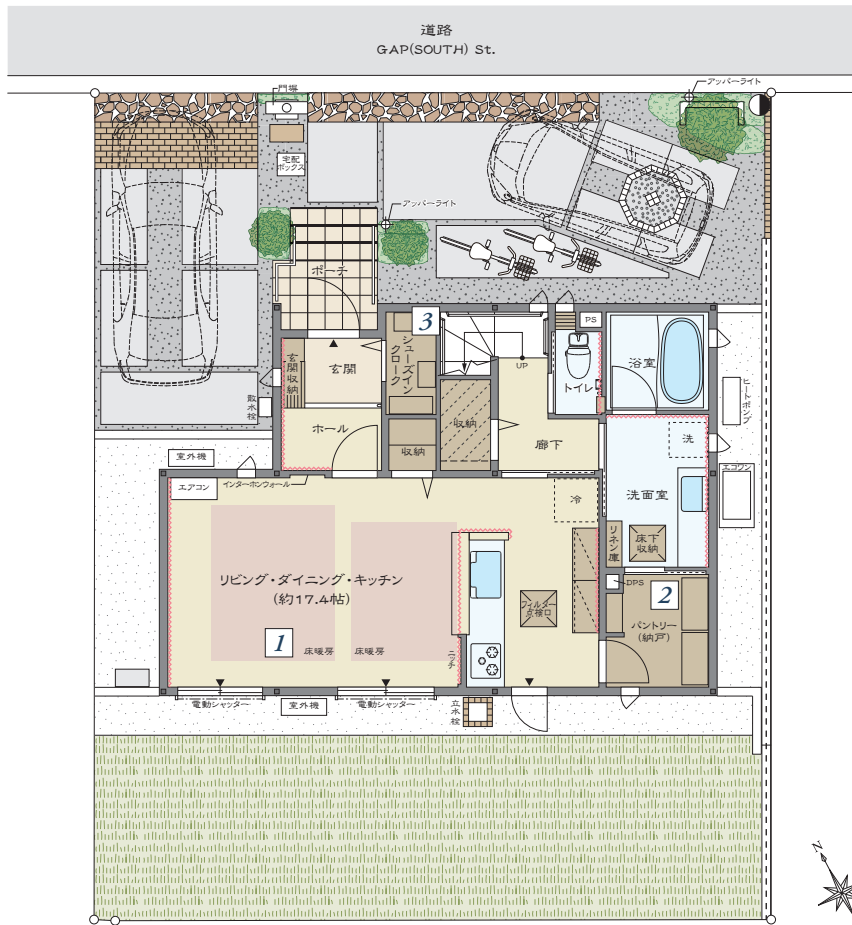 道路
GAP(SOUTH) St.
門塀
アッパーライト
宅配
ボックス
アッパーライト
ポーチ
3
シューズイン
クローク
PS
浴室
玄関
収納
玄関
UP
トイレ
ヒートポンプ
散水栓
ホール
収納
収納
廊下
洗
室外機
エアコン
インターホンウォール
冷
洗面室
エコワン
リネン庫
床下
収納
リビング・ダイニング・キッチン
(約17.4帖)
DPS
2
フィルター
点検口
パントリー
(納戸)
1
床暖房
床暖房
ニッチ
電動シャッター
室外機
電動シャッター
立水栓
N